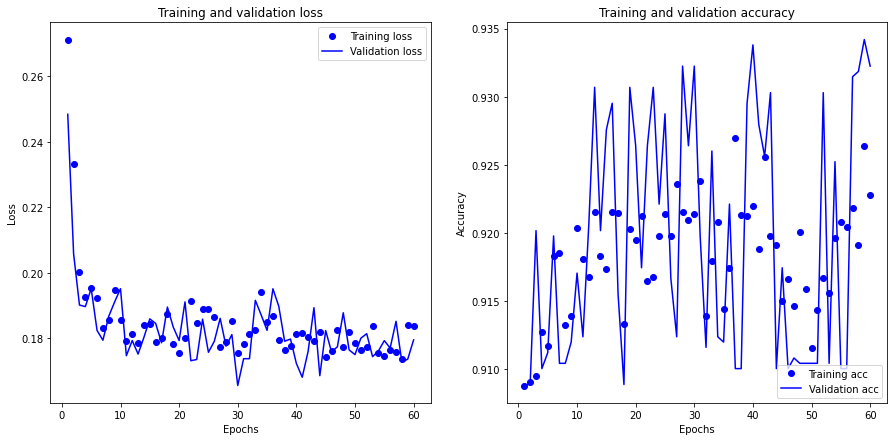 Training and validation loss
Training loss
Validation loss
0.26
0.24
0.22
0.20
0.18
Loss
0 10 20 30 40 50 60
Epochs
Training and validation accuracy
0.935
0.930
0.925
0.920
0.915
0.910
Accuracy
Training acc
Validation acc
0 10 20 30 40 50 60
Epochs